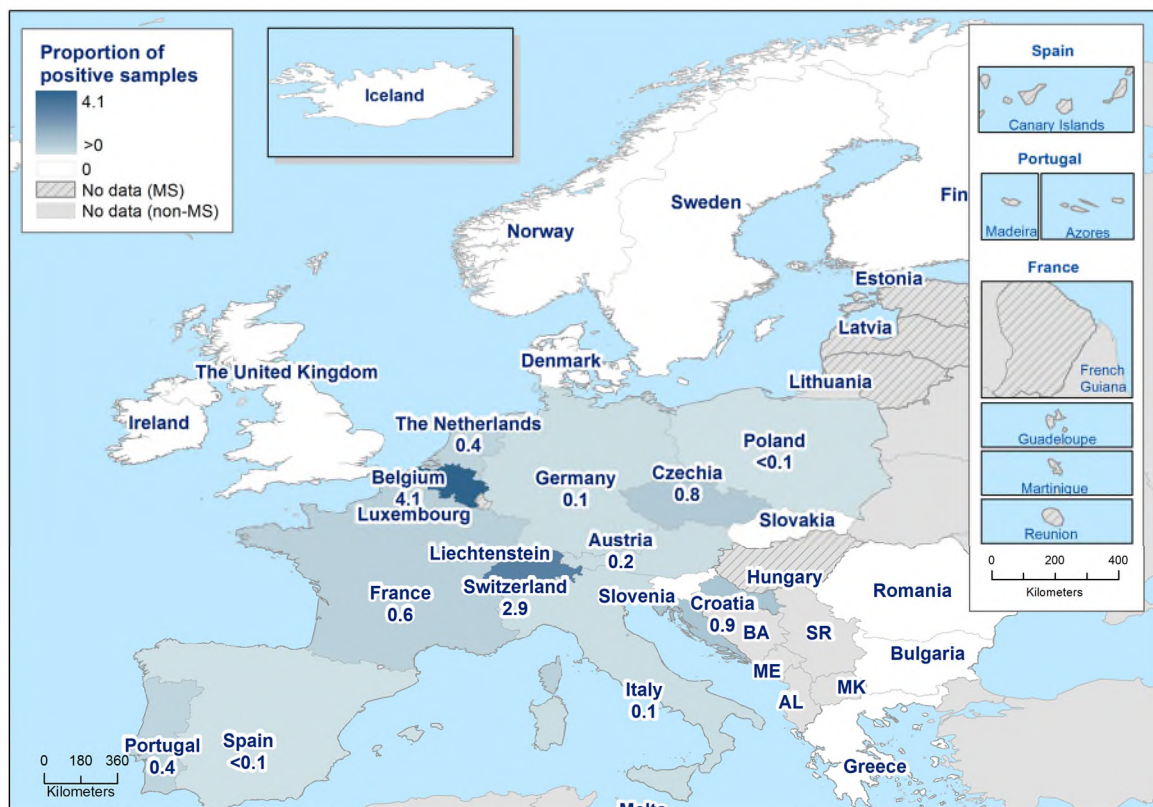 Proportion of
positive samples
4.1
>0
0
No data (MS)
No data (non-MS)
Iceland
Spain
Canary Islands
Portugal
Madeira
Azores
France
French
Guiana
Guadeloupe
Martinique
Reunion
0 200 400
Kilometers
Norway
Sweden
Fin
Estonia
Latvia
Lithuania
Denmark
The United Kingdom
Ireland
The Netherlands
0.4
Belgium
4.1
Luxembourg
Germany
0.1
Poland
<0.1
Czechia
0.8
Slovakia
Austria
0.2
Liechtenstein
Switzerland
2.9
France
0.6
Slovenia
Hungary
Croatia
0.9
Romania
BA
SR
Bulgaria
ME
MK
AL
Italy
0.1
Greece
Portugal
0.4
Spain
<0.1
0 180 360
Kilometers
Malta